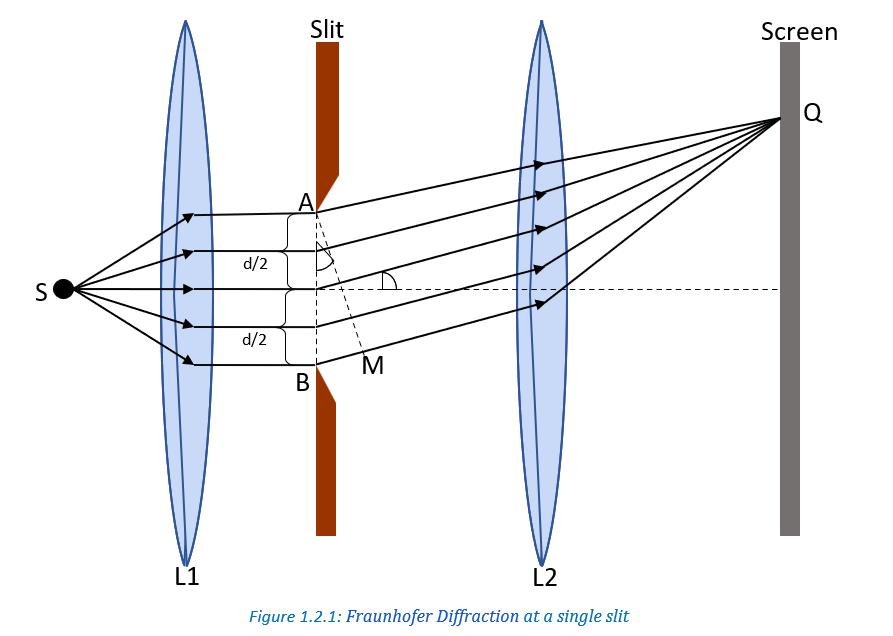 Slit
Screen
Q
A
d/2
S
d/2
M
B
L1
L2
Figure 1.2.1: Fraunhofer Diffraction at a single slit